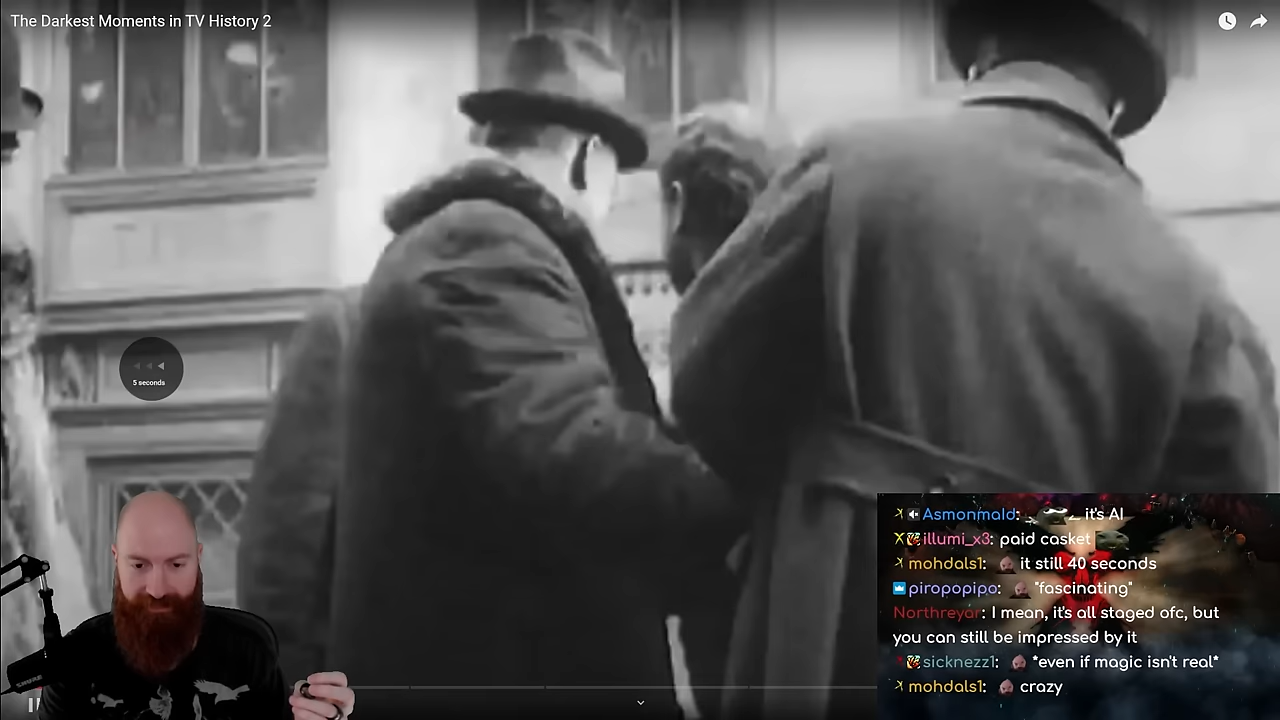 The Darkest Moments in TV History 2
5 seconds
Asmonmald: it's AI
illumi_x3: paid casket
mohdals1: it still 40 seconds
piropopipo: "fascinating"
Northreyar: I mean, it's all staged ofc, but
you can still be impressed by it
sicknezz1: *even if magic isn't real*
mohdals1: crazy
SHURE